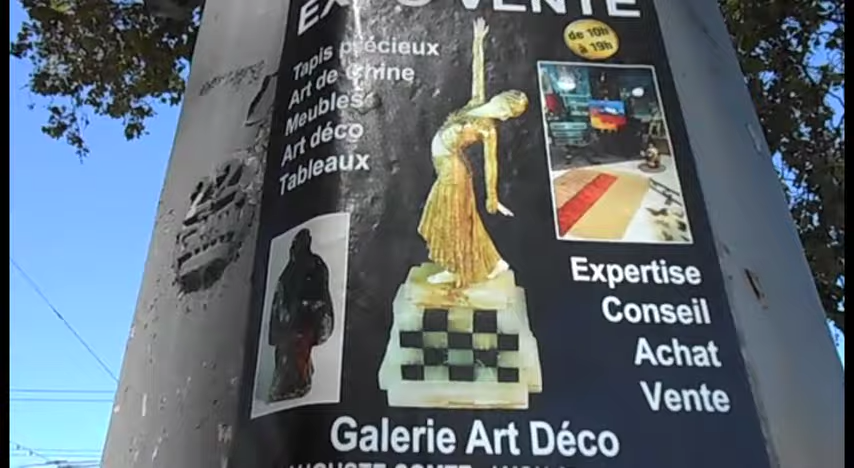 EXPO VENTE
de 10h
à 19h
Tapis précieux
Art de Chine
Meubles
Art déco
Tableaux
Expertise
Conseil
Achat
Vente
Galerie Art Déco